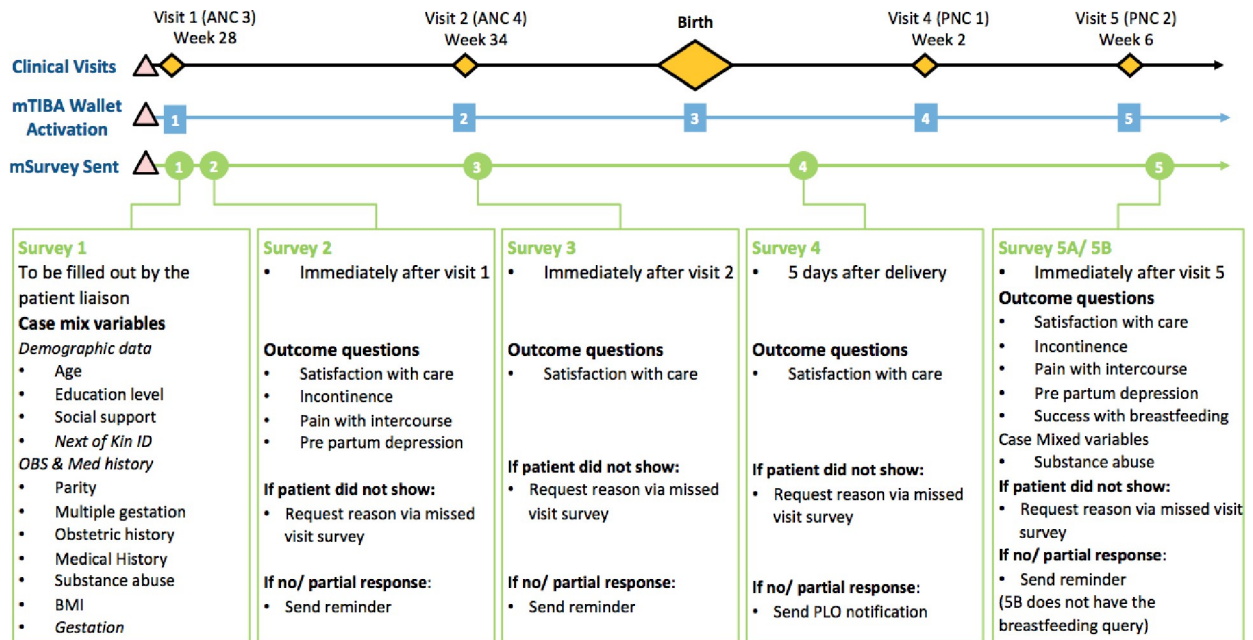 Visit 1 (ANC 3)
Week 28
Visit 2 (ANC 4)
Week 34
Birth
Visit 4 (PNC 1)
Week 2
Visit 5 (PNC 2)
Week 6
Clinical Visits
mTIBA Wallet
Activation
1
2
3
4
5
mSurvey Sent
1
2
3
4
5
Survey 1
To be filled out by the
patient liaison
Case mix variables
Demographic data
• Age
• Education level
• Social support
• Next of Kin ID
OBS & Med history
• Parity
• Multiple gestation
• Obstetric history
• Medical History
• Substance abuse
• BMI
• Gestation
Survey 2
• Immediately after visit 1
Outcome questions
• Satisfaction with care
• Incontinence
• Pain with intercourse
• Pre partum depression
If patient did not show:
• Request reason via missed
visit survey
If no/ partial response:
• Send reminder
Survey 3
• Immediately after visit 2
Outcome questions
• Satisfaction with care
If patient did not show:
• Request reason via missed
visit survey
If no/ partial response:
• Send reminder
Survey 4
• 5 days after delivery
Outcome questions
• Satisfaction with care
If patient did not show:
• Request reason via missed
visit survey
If no/ partial response:
• Send PLO notification
Survey 5A/ 5B
• Immediately after visit 5
Outcome questions
• Satisfaction with care
• Incontinence
• Pain with intercourse
• Pre partum depression
• Success with breastfeeding
Case Mixed variables
• Substance abuse
If patient did not show:
• Request reason via missed visit
survey
If no/ partial response:
• Send reminder
(5B does not have the
breastfeeding query)